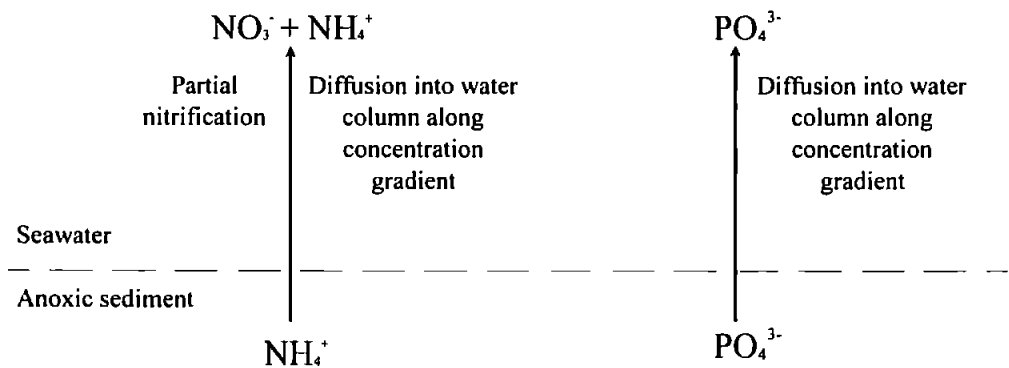 NO₃⁻ + NH₄⁺
PO₄³⁻
Partial
nitrification
Diffusion into water
column along
concentration
gradient
Diffusion into water
column along
concentration
gradient
Seawater
Anoxic sediment
NH₄⁺
PO₄³⁻